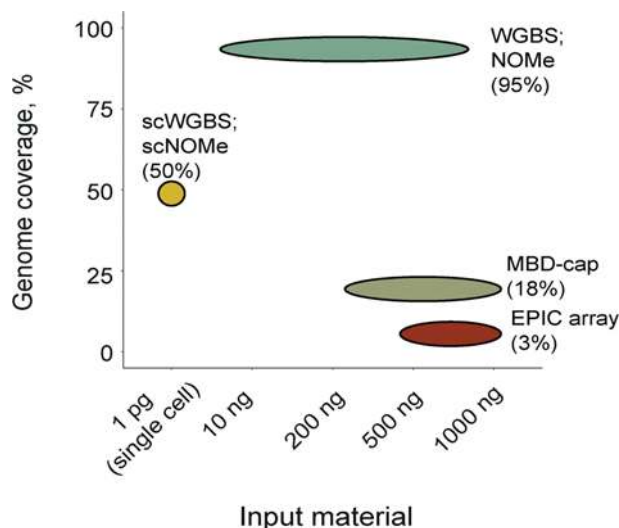 Genome coverage, %
100
75
50
25
0
WGBS;
NOMe
(95%)
scWGBS;
scNOMe
(50%)
MBD-cap
(18%)
EPIC array
(3%)
1 pg
(single cell)
10 ng
200 ng
500 ng
1000 ng
Input material